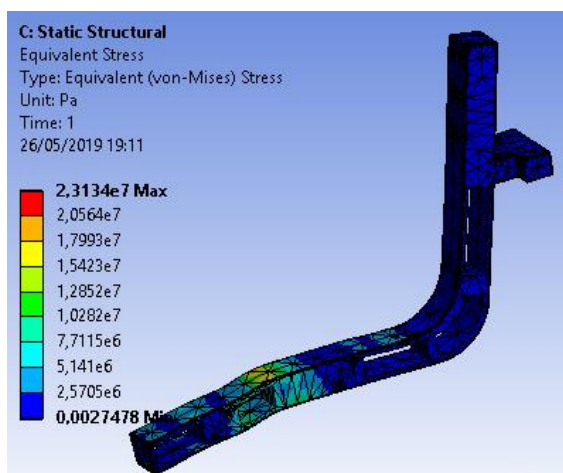 C: Static Structural
Equivalent Stress
Type: Equivalent (von-Mises) Stress
Unit: Pa
Time: 1
26/05/2019 19:11
2,3134e7 Max
2,0564e7
1,7993e7
1,5423e7
1,2852e7
1,0282e7
7,7115e6
5,141e6
2,5705e6
0,0027478 Mi